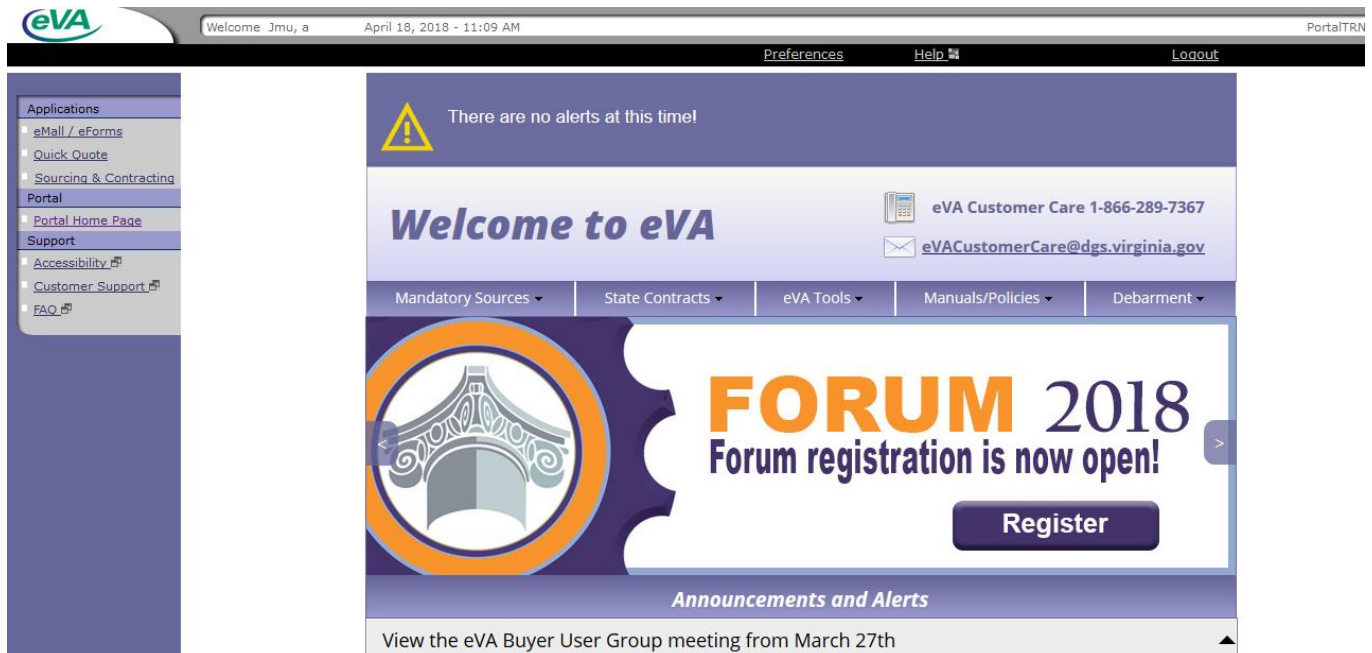 eVA
Welcome Jmu, a April 18, 2018 - 11:09 AM PortalTRN
Preferences Help Logout
Applications
eMall / eForms
Quick Quote
Sourcing & Contracting
Portal
Portal Home Page
Support
Accessibility
Customer Support
FAQ
There are no alerts at this time!
Welcome to eVA
eVA Customer Care 1-866-289-7367
eVACustomerCare@dgs.virginia.gov
Mandatory Sources State Contracts eVA Tools Manuals/Policies Debarment
< FORUM 2018 >
Forum registration is now open!
Register
Announcements and Alerts
View the eVA Buyer User Group meeting from March 27th